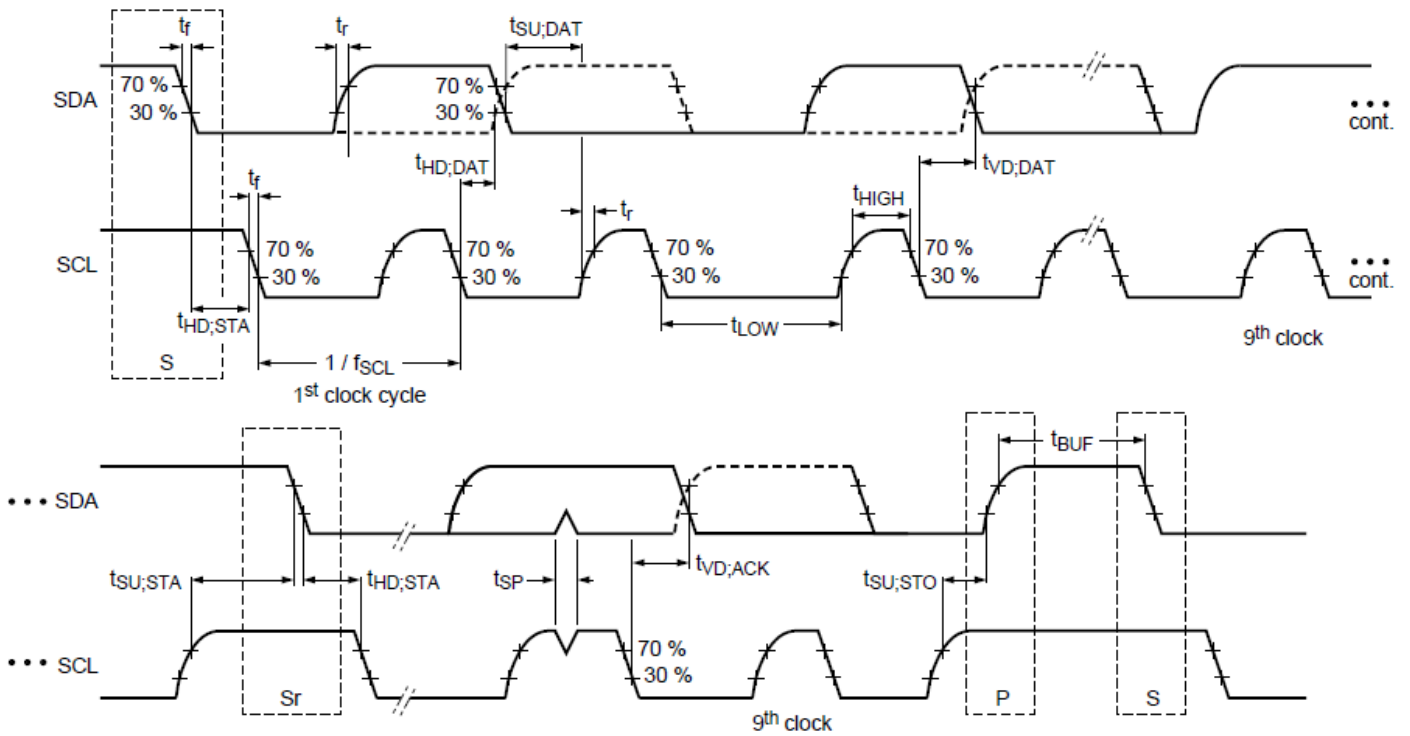 tf tr tSU;DAT
SDA 70 % 70 %
30 % 30 %
••• cont.
tf tHD;DAT tr tHIGH tVD;DAT
SCL 70 % 70 % 70 % 70 %
30 % 30 % 30 % 30 %
••• cont.
tHD;STA tLOW
S 1 / fSCL 9th clock
1st clock cycle
tBUF
••• SDA
tSU;STA tHD;STA tSP tVD;ACK tSU;STO
••• SCL 70 %
30 %
Sr P S
9th clock